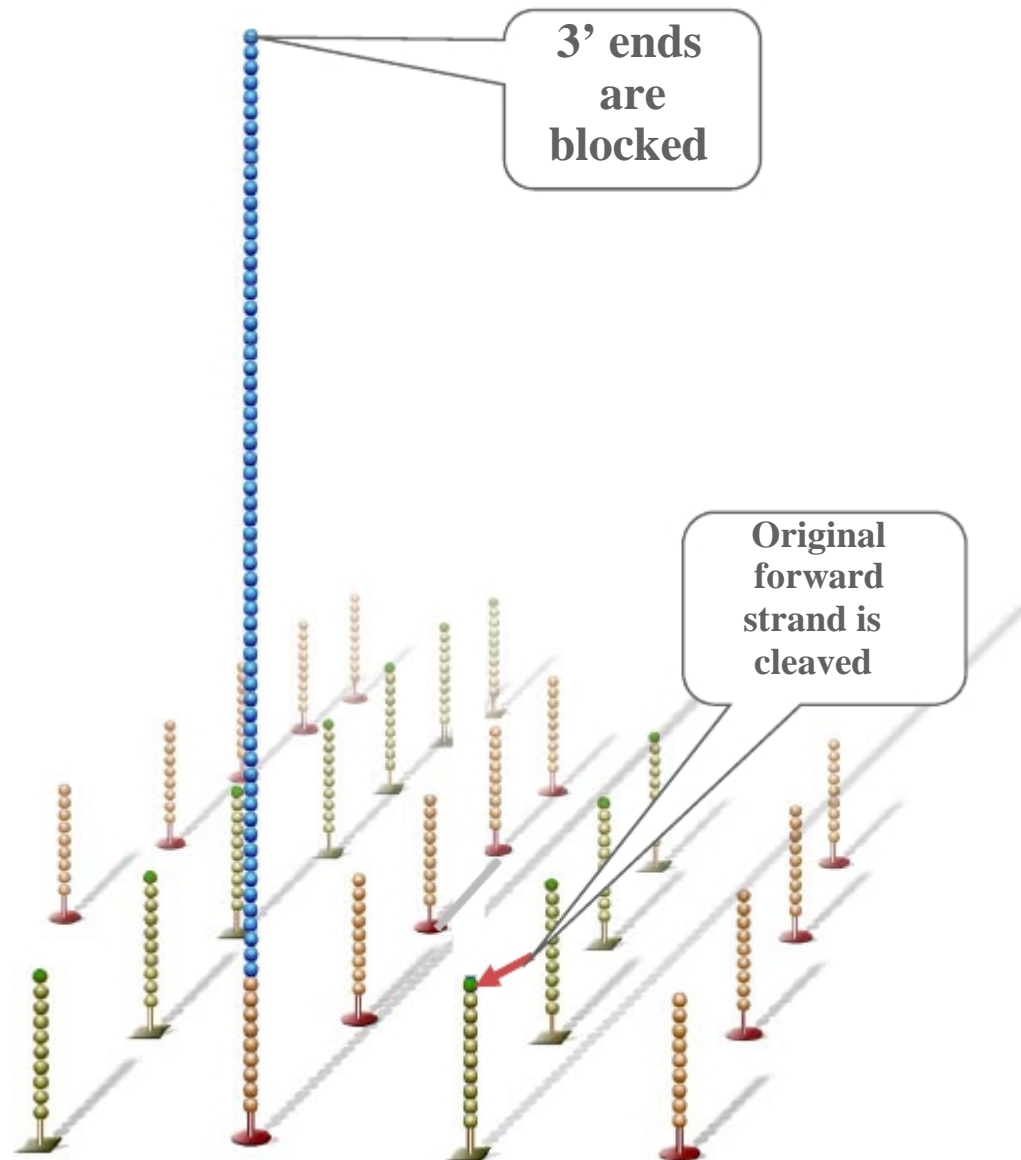 3’ ends
are
blocked
Original
forward
strand is
cleaved